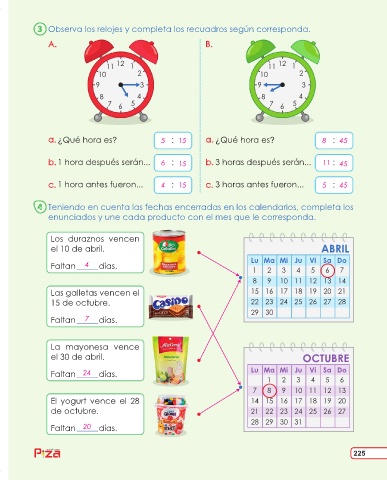 3 Observa los relojes y completa los recuadros según corresponda.
A. B.
11 12 1
10 2
9 3
8 4
7 6 5
11 12 1
10 2
9 3
8 4
7 6 5
a. ¿Qué hora es? 5 : 15
b. 1 hora después serán... 6 : 15
c. 1 hora antes fueron... 4 : 15
a. ¿Qué hora es? 8 : 45
b. 3 horas después serán... 11 : 45
c. 3 horas antes fueron... 5 : 45
4 Teniendo en cuenta las fechas encerradas en los calendarios, completa los
enunciados y une cada producto con el mes que le corresponda.
Los duraznos vencen
el 10 de abril.
Faltan 4 días.
Las galletas vencen el
15 de octubre.
Faltan 7 días.
Casino
La mayonesa vence
el 30 de abril.
Faltan 24 días.
AlaCena
El yogurt vence el 28
de octubre.
Faltan 20 días.
ABRIL
Lu Ma Mi Ju Vi Sa Do
1 2 3 4 5 6 7
8 9 10 11 12 13 14
15 16 17 18 19 20 21
22 23 24 25 26 27 28
29 30
OCTUBRE
Lu Ma Mi Ju Vi Sa Do
1 2 3 4 5 6
7 8 9 10 11 12 13
14 15 16 17 18 19 20
21 22 23 24 25 26 27
28 29 30 31
Pizá
225